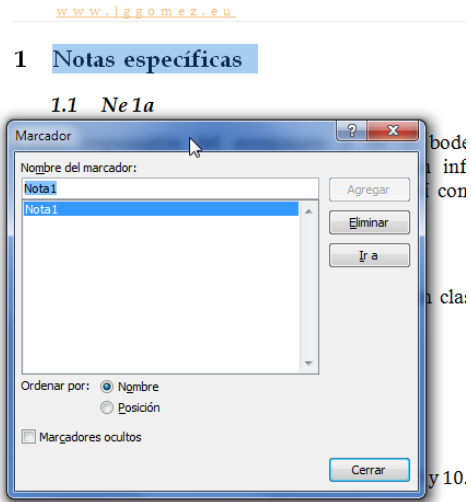 www.jggomez.eu
1 Notas específicas
1.1 Ne 1a
Marcador
Nombre del marcador:
Nota1
Agregar
Nota1
Eliminar
Ir a
Ordenar por: Nombre
Posición
Marcadores ocultos
Cerrar
bode
inf
con
clas
y 10.